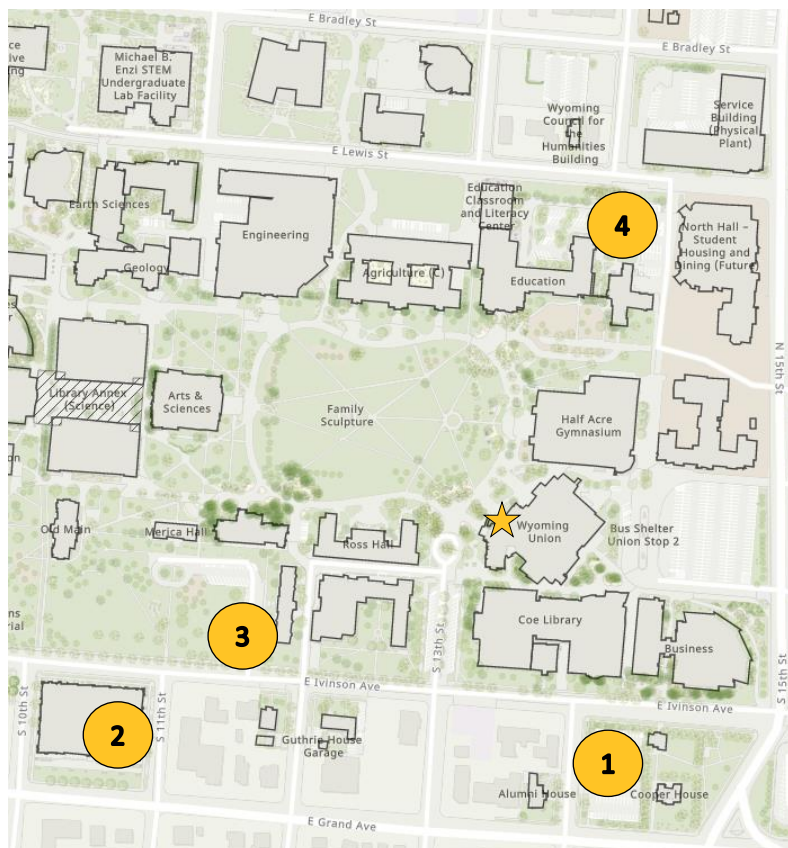 E Bradley St
E Bradley St
Michael B.
Enzi STEM
Undergraduate
Lab Facility
Wyoming
Council for
the
Humanities
Building
Service
Building
(Physical
Plant)
E Lewis St
Earth Sciences
Education
Classroom
and Literacy
Center
4
Engineering
North Hall –
Student
Housing and
Dining (Future)
Geology
Agriculture (C)
Education
N 15th St
Library Annex
(Science)
Arts &
Sciences
Family
Sculpture
Half Acre
Gymnasium
Old Main
Merica Hall
Ross Hall
Wyoming
Union
Bus Shelter
Union Stop 2
3
S 13th St
Coe Library
Business
S 15th St
E Ivinson Ave
E Ivinson Ave
S 10th St
S 11th St
2
Guthrie House
Garage
1
Alumni House
Cooper House
E Grand Ave